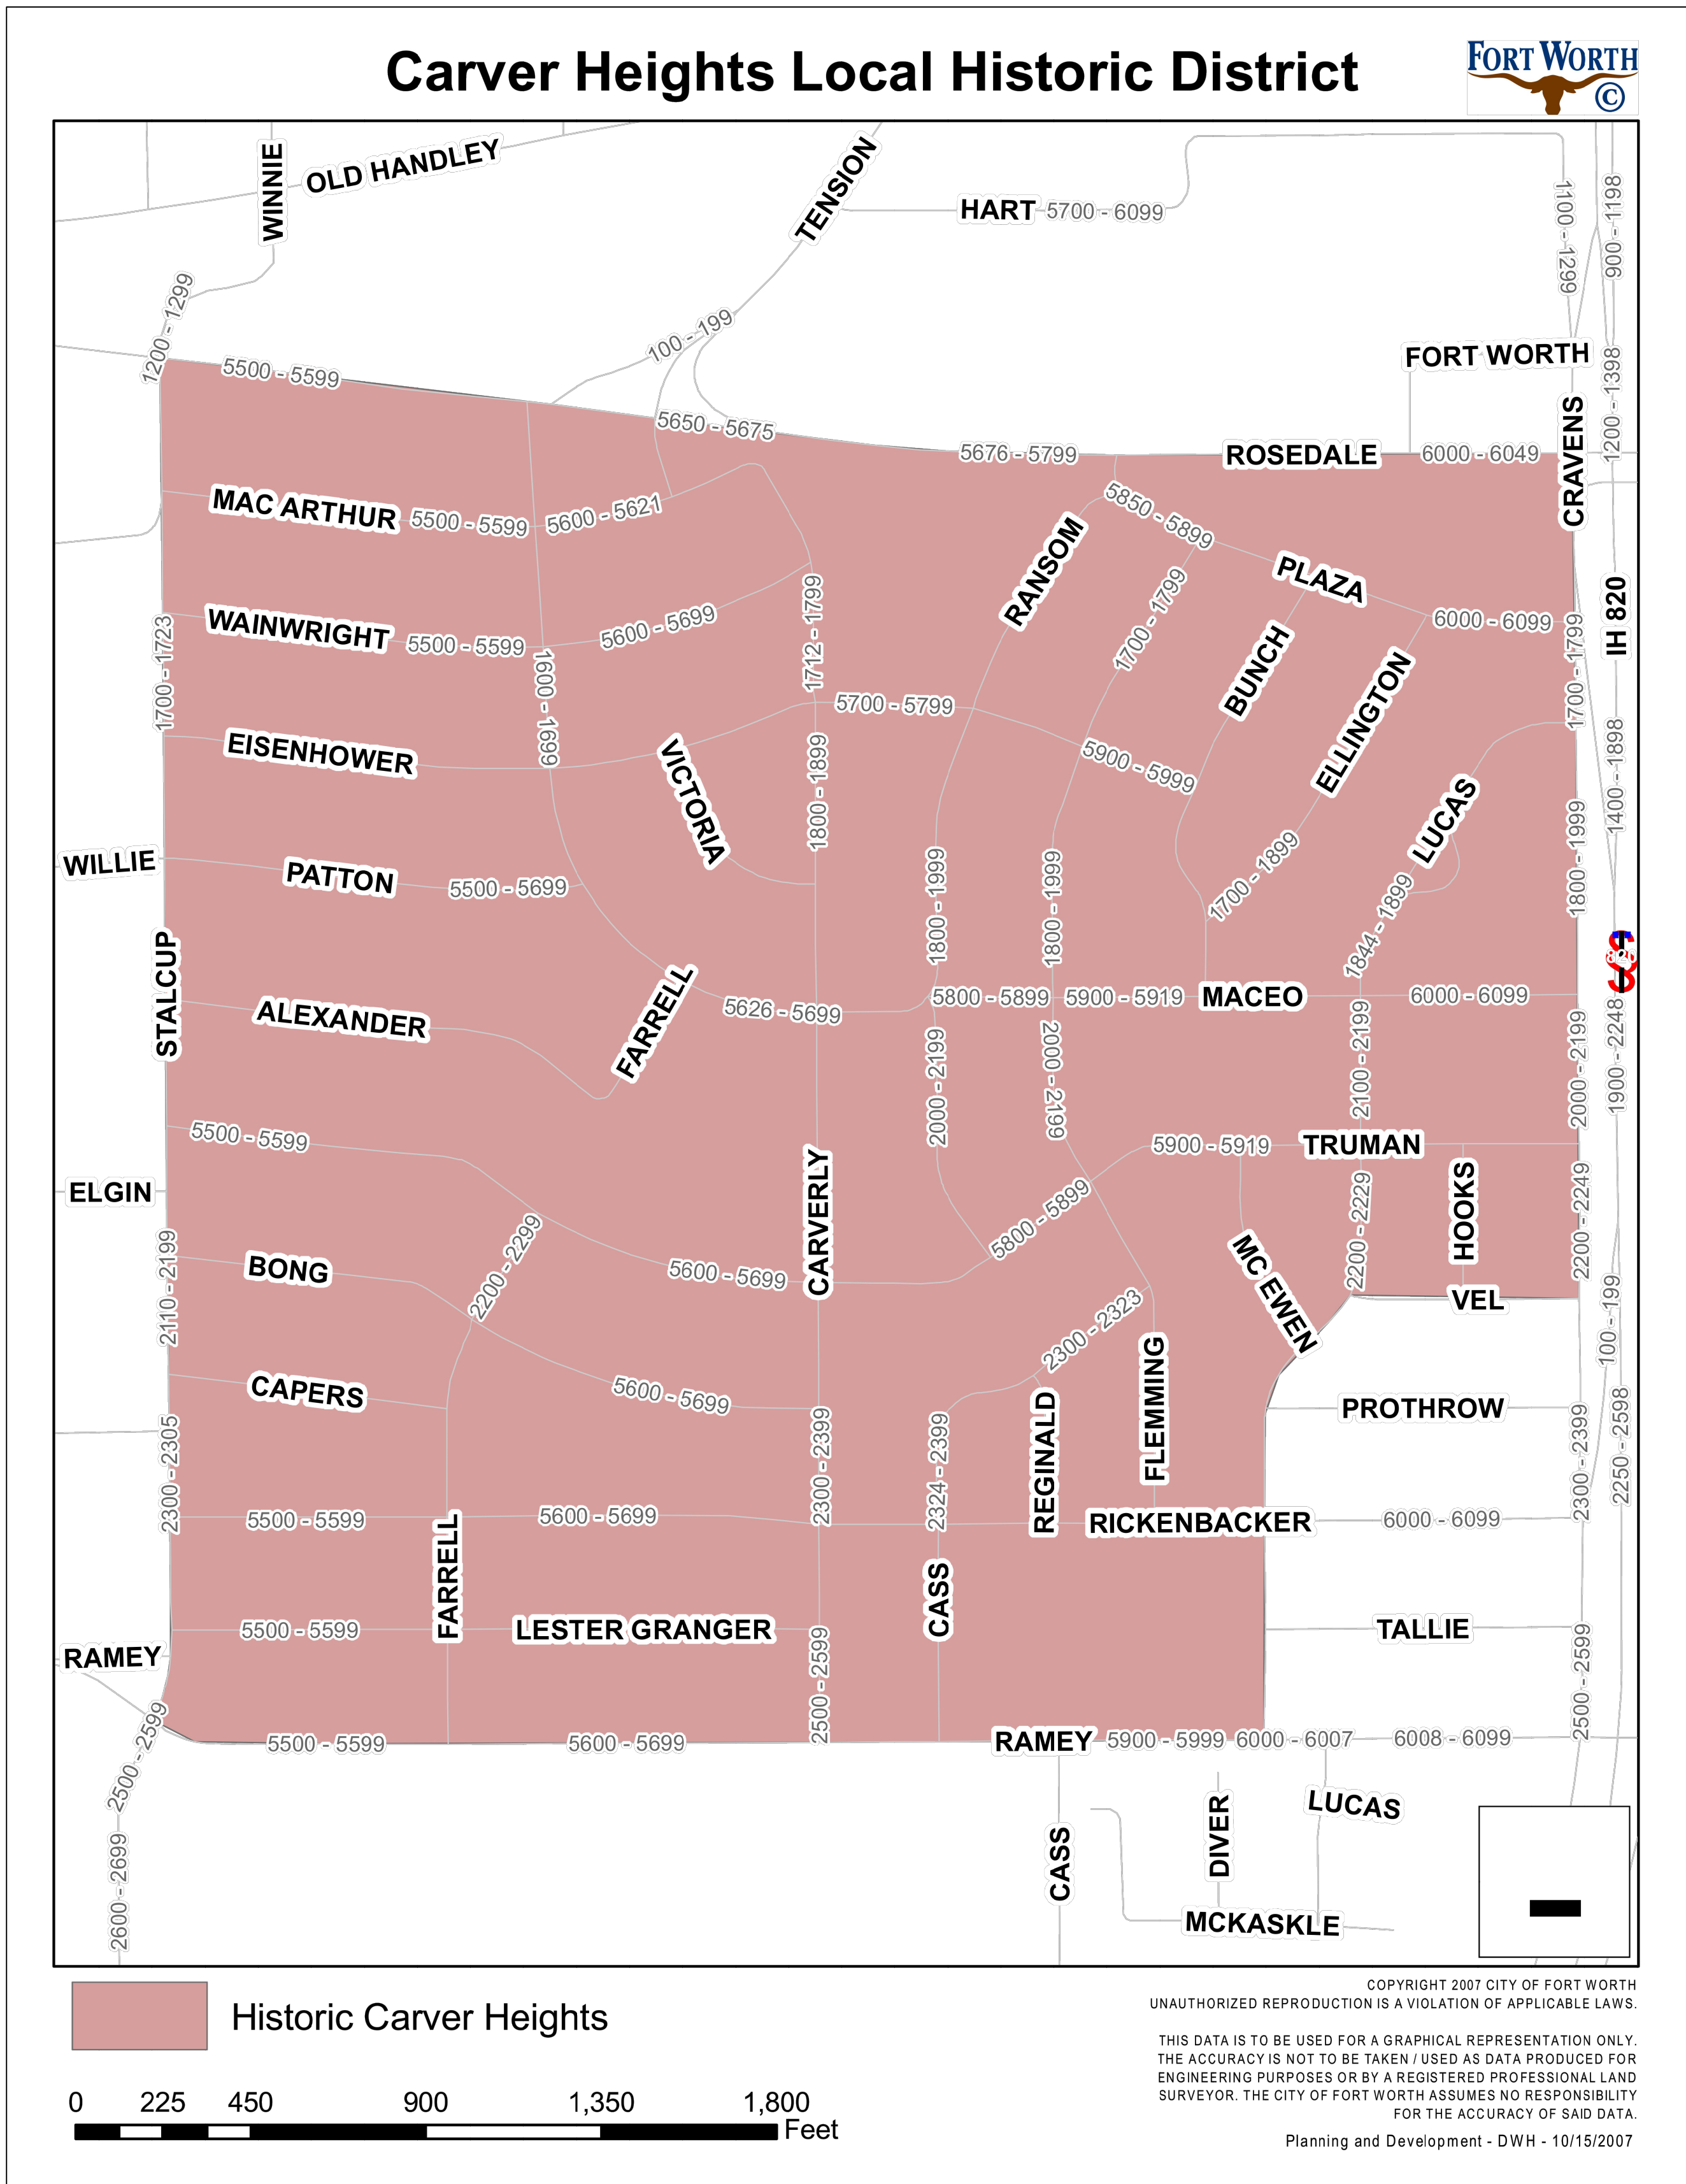 Carver Heights Local Historic District
FORT WORTH
©
WINNIE
OLD HANDLEY
TENSION
HART
5700 - 6099
1100 - 1299
900 - 1198
1200 - 1299
100 - 199
FORT WORTH
1200 - 1398
5500 - 5599
5650 - 5675
5676 - 5799
ROSEDALE
6000 - 6049
CRAVENS
MAC ARTHUR
5500 - 5599
5600 - 5621
RANSOM
5850 - 5899
PLAZA
IH 820
WAINWRIGHT
5500 - 5599
5600 - 5699
1712 - 1799
1700 - 1799
6000 - 6099
1700 - 1799
1700 - 1723
1600 - 1699
BUNCH
ELLINGTON
5700 - 5799
EISENHOWER
VICTORIA
1800 - 1899
5900 - 5999
1400 - 1898
LUCAS
WILLIE
PATTON
5500 - 5699
1800 - 1999
1800 - 1999
1700 - 1899
1844 - 1899
1800 - 1999
820
STALCUP
ALEXANDER
FARRELL
5626 - 5699
5800 - 5899
5900 - 5919
MACEO
6000 - 6099
2000 - 2199
2000 - 2199
2100 - 2199
2000 - 2199
1900 - 2248
5500 - 5599
5900 - 5919
TRUMAN
ELGIN
CARVERLY
5800 - 5899
2200 - 2229
HOOKS
2200 - 2249
BONG
2200 - 2299
5600 - 5699
MC EWEN
2110 - 2199
VEL
100 - 199
2300 - 2323
CAPERS
5600 - 5699
REGINALD
FLEMMING
PROTHROW
2300 - 2305
2300 - 2399
2324 - 2399
2300 - 2399
2250 - 2598
5500 - 5599
5600 - 5699
RICKENBACKER
6000 - 6099
FARRELL
CASS
5500 - 5599
LESTER GRANGER
TALLIE
RAMEY
2500 - 2599
2500 - 2599
2500 - 2599
5500 - 5599
5600 - 5699
RAMEY
5900 - 5999
6000 - 6007
6008 - 6099
2600 - 2699
CASS
DIVER
LUCAS
MCKASKLE
Historic Carver Heights
0 225 450 900 1,350 1,800
Feet
COPYRIGHT 2007 CITY OF FORT WORTH
UNAUTHORIZED REPRODUCTION IS A VIOLATION OF APPLICABLE LAWS.
THIS DATA IS TO BE USED FOR A GRAPHICAL REPRESENTATION ONLY.
THE ACCURACY IS NOT TO BE TAKEN / USED AS DATA PRODUCED FOR
ENGINEERING PURPOSES OR BY A REGISTERED PROFESSIONAL LAND
SURVEYOR. THE CITY OF FORT WORTH ASSUMES NO RESPONSIBILITY
FOR THE ACCURACY OF SAID DATA.
Planning and Development - DWH - 10/15/2007